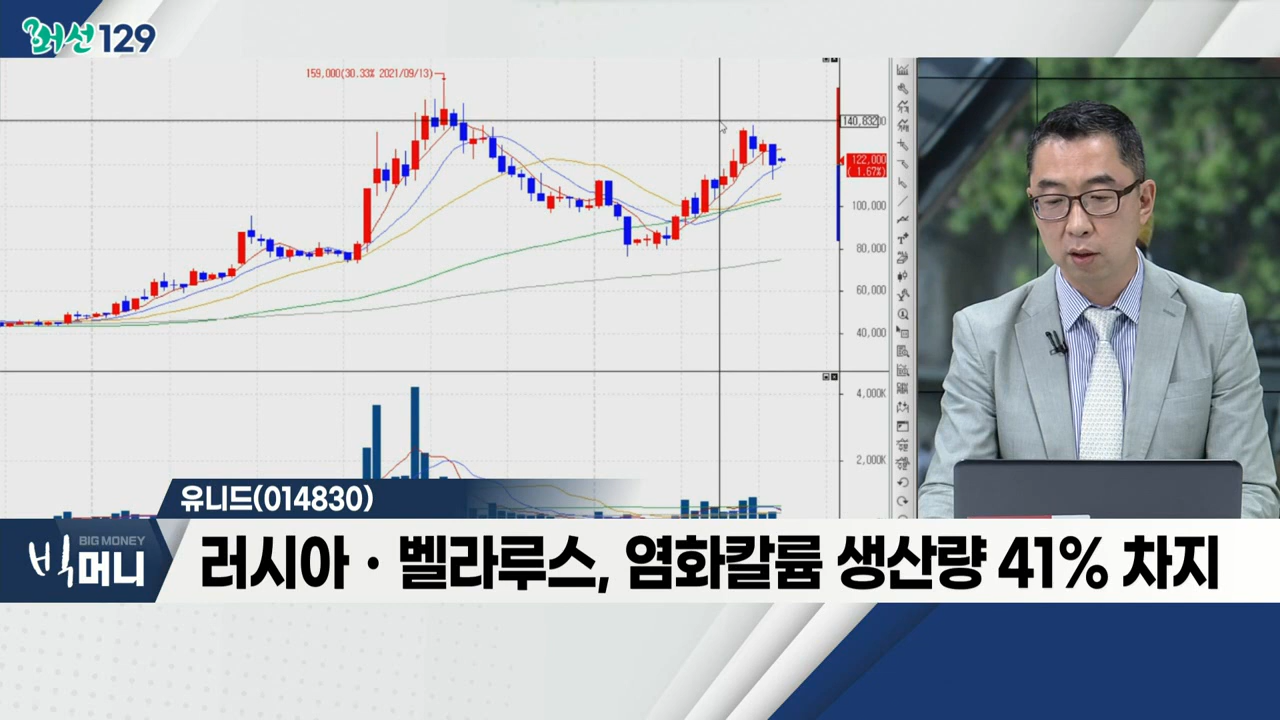 머선129
159,000(30.33% 2021/09/13)
140,832
122,000
( 1.67%)
100,000
80,000
60,000
40,000
4,000K
2,000K
유니드(014830)
BIG MONEY
빅머니
러시아·벨라루스, 염화칼륨 생산량 41% 차지